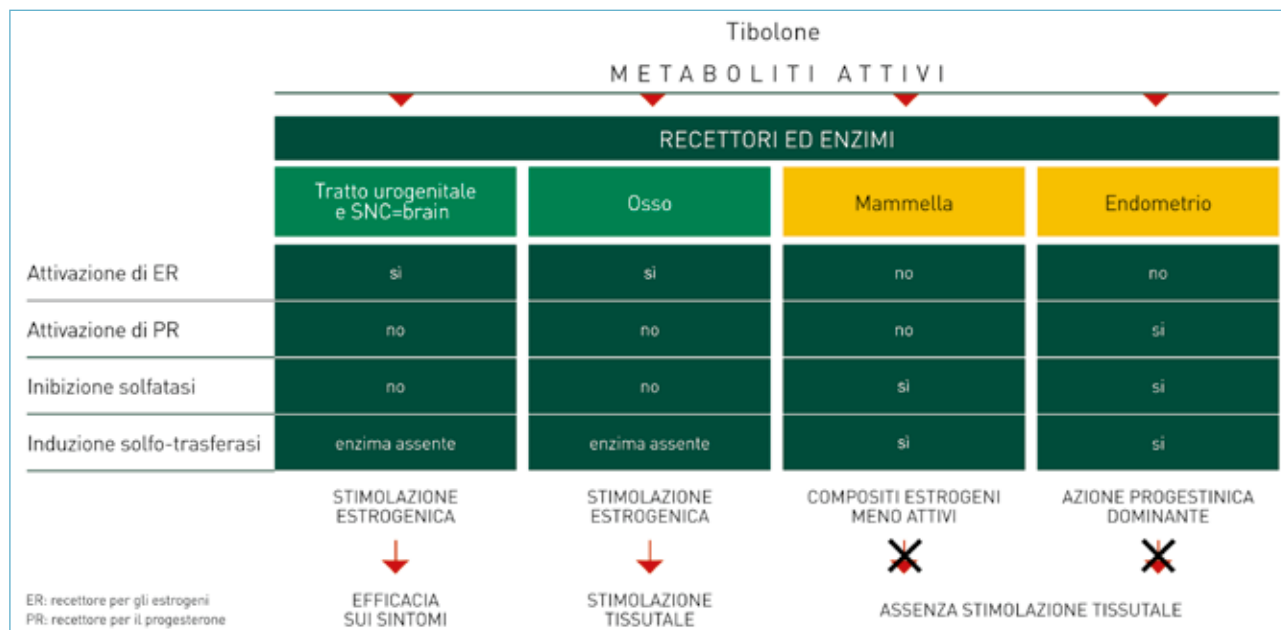 Tibolone
METABOLITI ATTIVI
RECETTORI ED ENZIMI
Tratto urogenitale
e SNC=brain
Osso
Mammella
Endometrio
Attivazione di ER
sì
sì
no
no
Attivazione di PR
no
no
no
si
Inibizione solfatasi
no
no
sì
si
Induzione solfo-trasferasi
enzima assente
enzima assente
sì
si
STIMOLAZIONE
ESTROGENICA
STIMOLAZIONE
ESTROGENICA
COMPOSITI ESTROGENI
MENO ATTIVI
AZIONE PROGESTINICA
DOMINANTE
EFFICACIA
SUI SINTOMI
STIMOLAZIONE
TISSUTALE
ASSENZA STIMOLAZIONE TISSUTALE
ER: recettore per gli estrogeni
PR: recettore per il progesterone